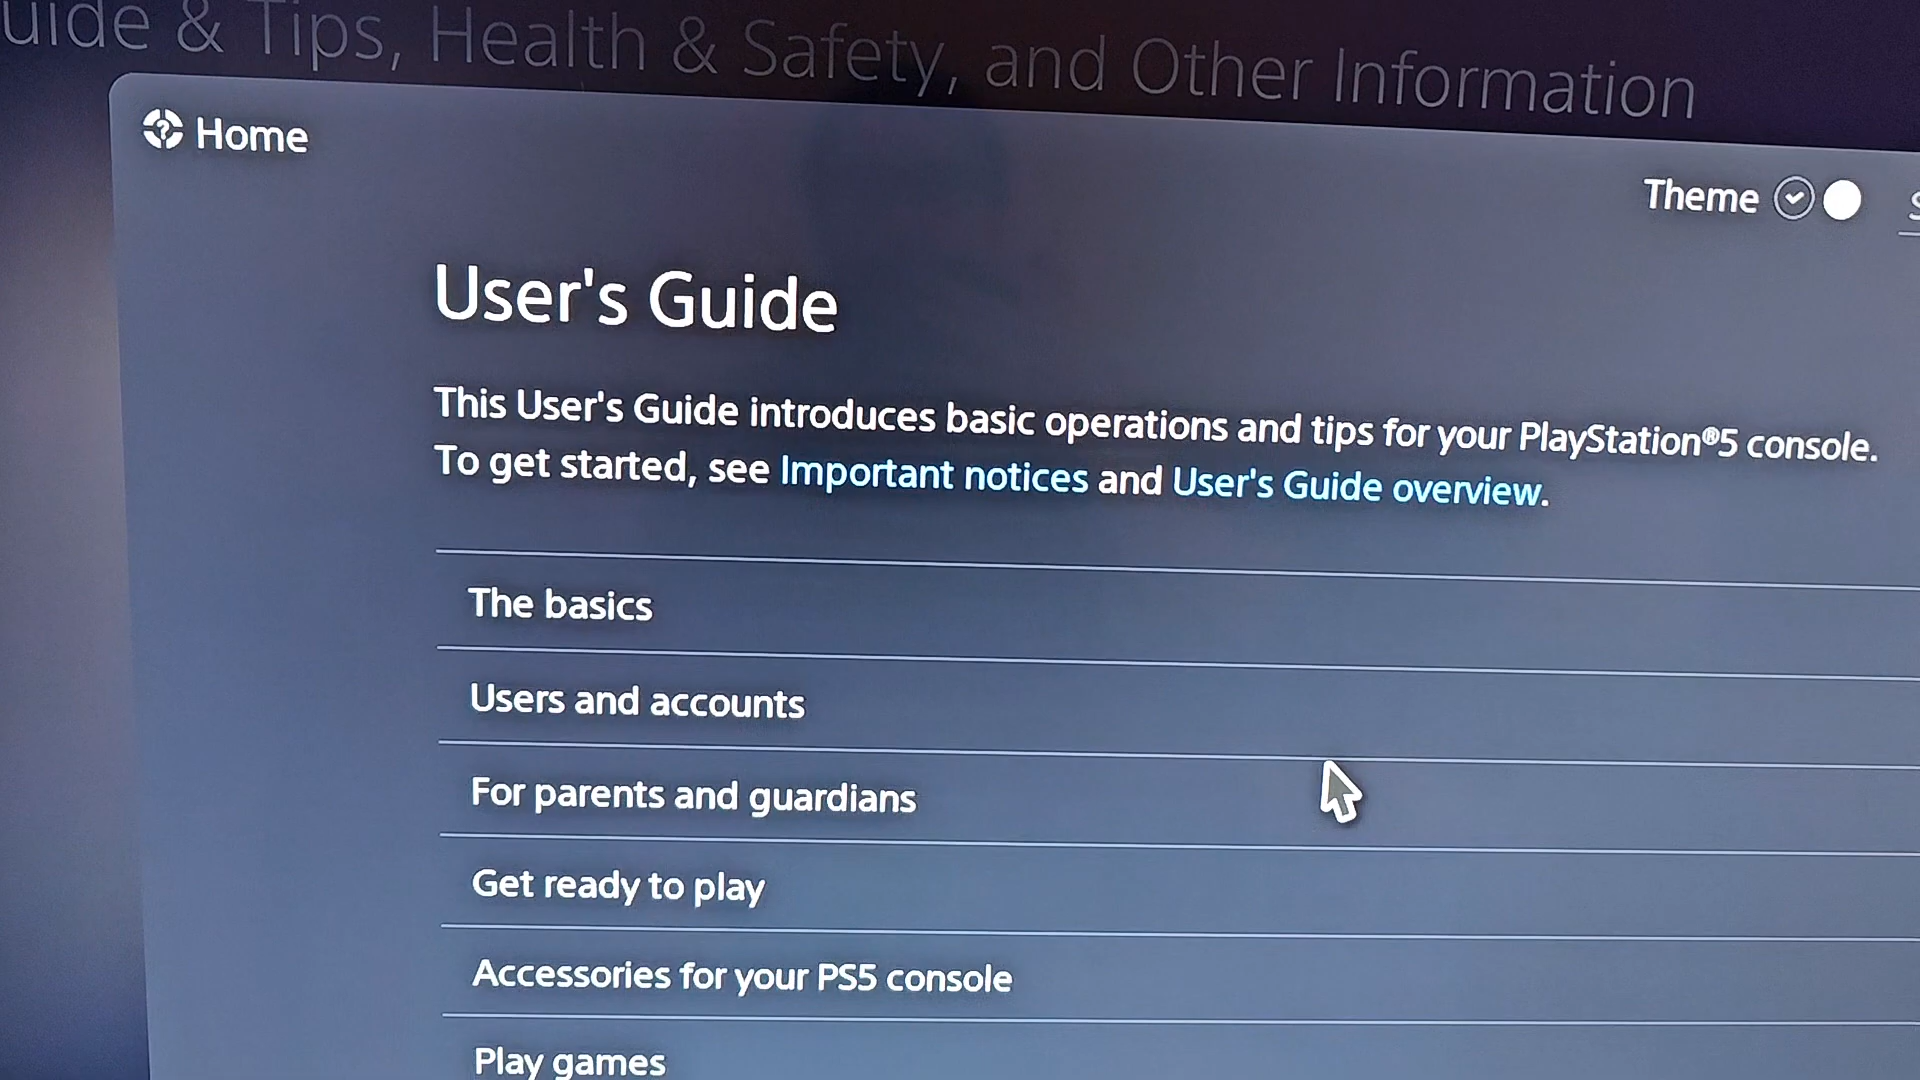 & Tips, Health & Safety, and Other Information
Home
Theme
User's Guide
This User's Guide introduces basic operations and tips for your PlayStation®5 console.
To get started, see Important notices and User's Guide overview.
The basics
Users and accounts
For parents and guardians
Get ready to play
Accessories for your PS5 console
Play games